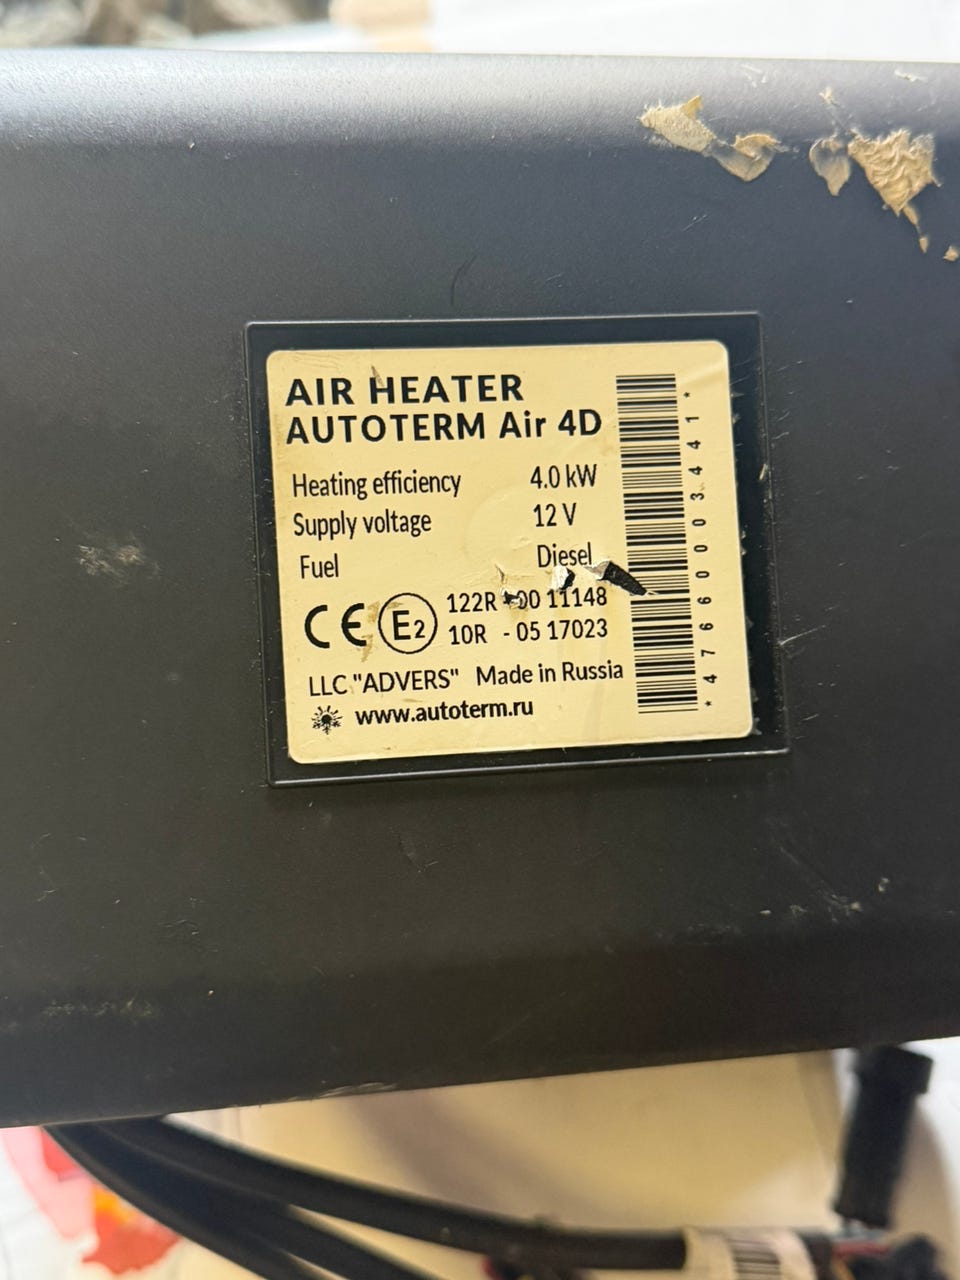 AIR HEATER
AUTOTERM Air 4D
Heating efficiency 4.0 kW
Supply voltage 12 V
Fuel Diesel
CE E2 122R - 00 11148
10R - 05 17023
LLC "ADVERS" Made in Russia
www.autoterm.ru
*4766000003441*